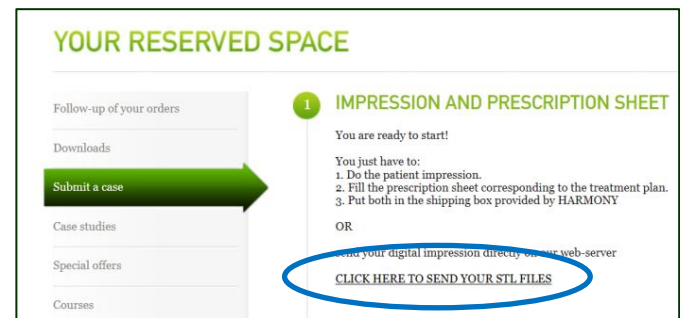 YOUR RESERVED SPACE
Follow-up of your orders
Downloads
Submit a case
Case studies
Special offers
Courses
1 IMPRESSION AND PRESCRIPTION SHEET
You are ready to start!
You just have to:
1. Do the patient impression.
2. Fill the prescription sheet corresponding to the treatment plan.
3. Put both in the shipping box provided by HARMONY
OR
Send your digital impression directly on our web-server
CLICK HERE TO SEND YOUR STL FILES